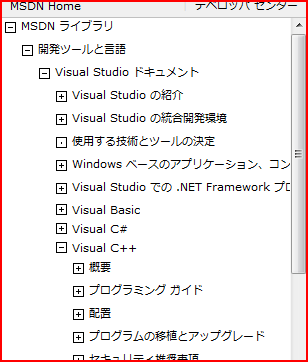 MSDN Home デベロッパ センター
MSDN ライブラリ
開発ツールと言語
Visual Studio ドキュメント
Visual Studio の紹介
Visual Studio の統合開発環境
使用する技術とツールの決定
Windows ベースのアプリケーション、コン
Visual Studio での .NET Framework プロ
Visual Basic
Visual C#
Visual C++
概要
プログラミング ガイド
配置
プログラムの移植とアップグレード
セキュリティ推奨事項